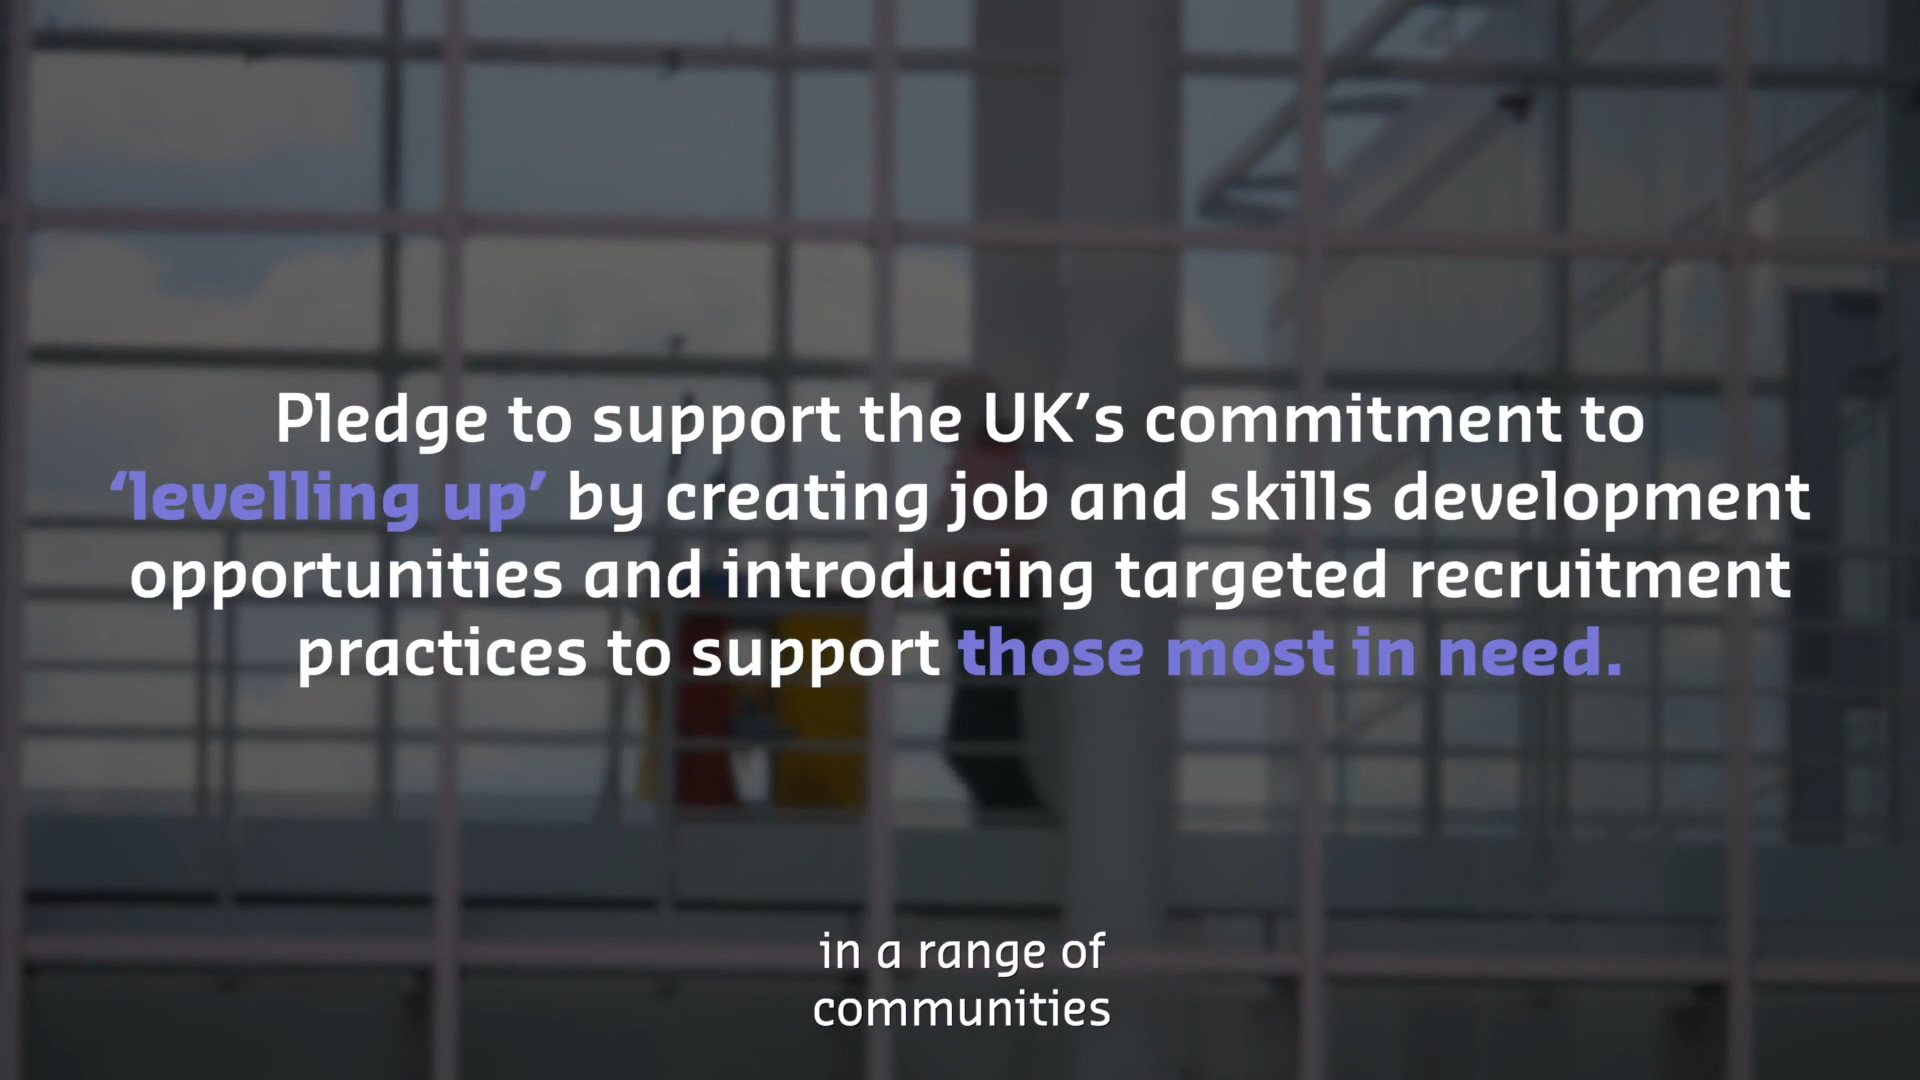 Pledge to support the UK’s commitment to
‘levelling up’ by creating job and skills development
opportunities and introducing targeted recruitment
practices to support those most in need.
in a range of
communities